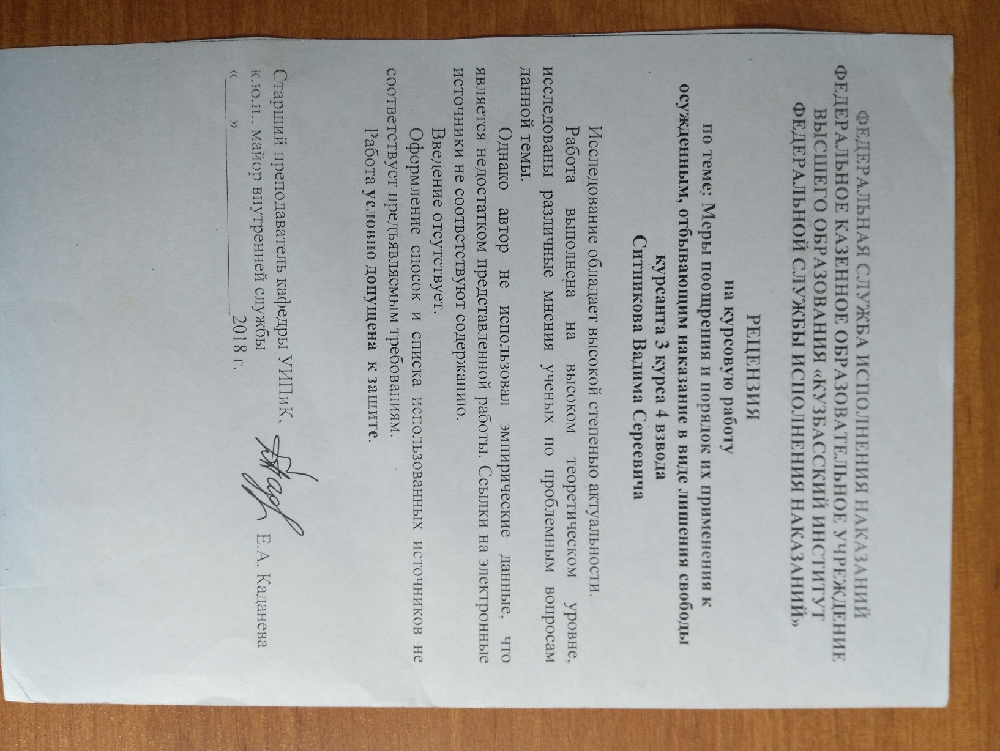 ФЕДЕРАЛЬНАЯ СЛУЖБА ИСПОЛНЕНИЯ НАКАЗАНИЙ
ФЕДЕРАЛЬНОЕ КАЗЕННОЕ ОБРАЗОВАТЕЛЬНОЕ УЧРЕЖДЕНИЕ
ВЫСШЕГО ОБРАЗОВАНИЯ «КУЗБАССКИЙ ИНСТИТУТ
ФЕДЕРАЛЬНОЙ СЛУЖБЫ ИСПОЛНЕНИЯ НАКАЗАНИЙ»
РЕЦЕНЗИЯ
на курсовую работу
по теме: Меры поощрения и порядок их применения к
осужденным, отбывающим наказание в виде лишения свободы
курсанта 3 курса 4 взвода
Ситникова Вадима Сереевича
Исследование обладает высокой степенью актуальности.
Работа выполнена на высоком теоретическом уровне,
исследованы различные мнения ученых по проблемным вопросам
данной темы.
Однако автор не использовал эмпирические данные, что
является недостатком представленной работы. Ссылки на электронные
источники не соответствуют содержанию.
Введение отсутствует.
Оформление сносок и списка использованных источников не
соответствует предъявляемым требованиям.
Работа условно допущена к защите.
Старший преподаватель кафедры УИПиК,
к.ю.н.. майор внутренней службы Е.А. Каданева
«____»____________________2018 г.